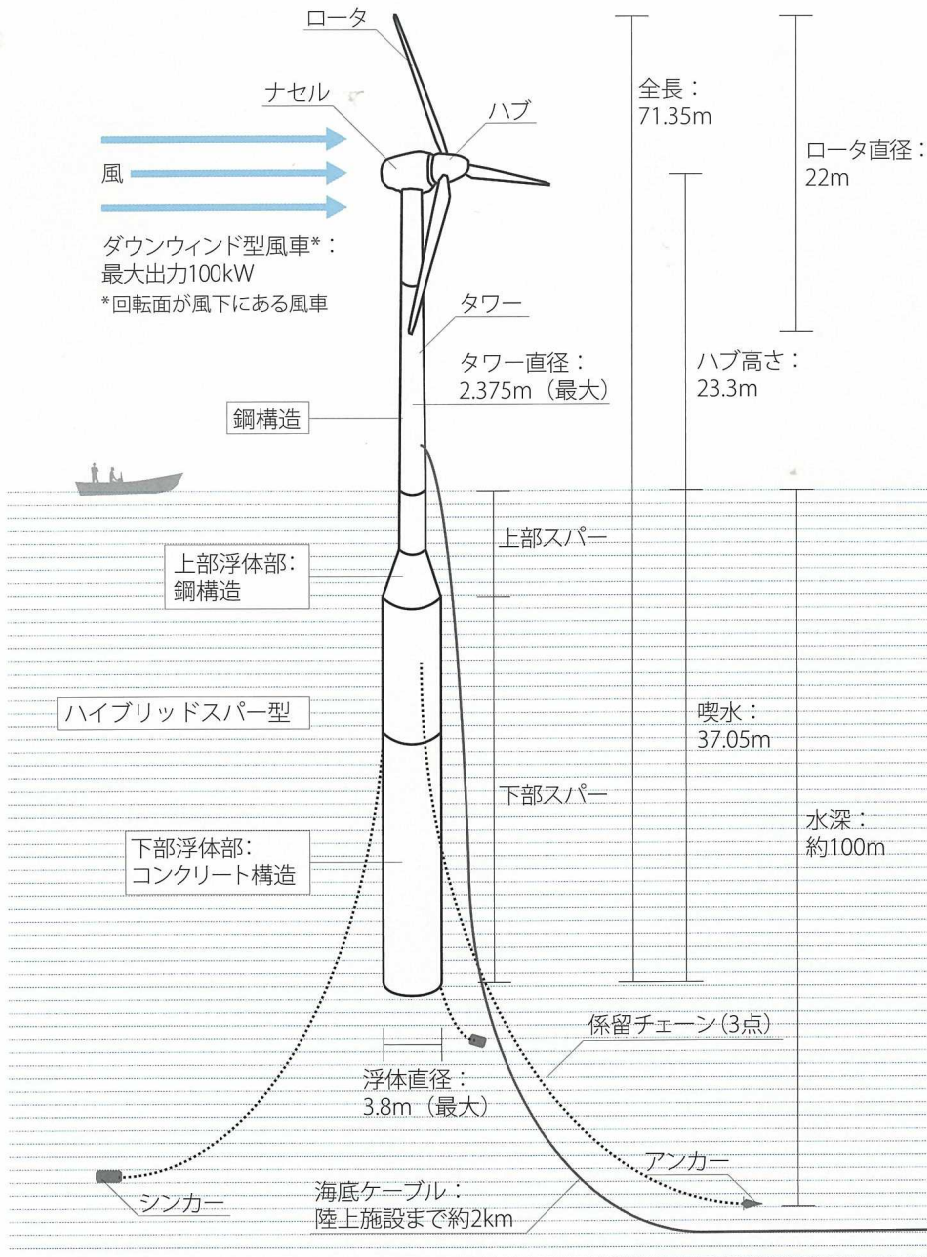 ロータ
ナセル
ハブ
風
ダウンウィンド型風車*：
最大出力100kW
*回転面が風下にある風車
全長：
71.35m
ロータ直径：
22m
タワー
タワー直径：
2.375m（最大）
ハブ高さ：
23.3m
鋼構造
上部スパー
上部浮体部：
鋼構造
ハイブリッドスパー型
喫水：
37.05m
下部スパー
水深：
約100m
下部浮体部：
コンクリート構造
係留チェーン（3点）
浮体直径：
3.8m（最大）
アンカー
シンカー
海底ケーブル：
陸上施設まで約2km